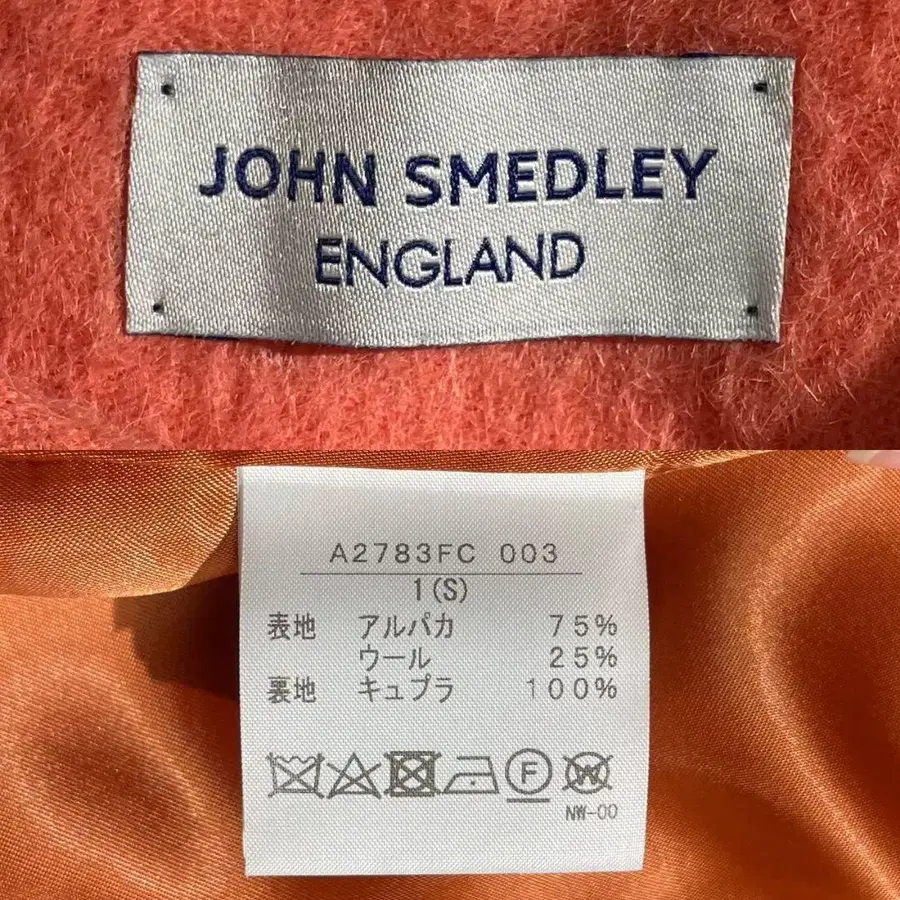 JOHN SMEDLEY
ENGLAND
A2783FC 003
1(S)
表地 アルパカ 75%
ウール 25%
裏地 キュプラ 100%
F W
NW-00